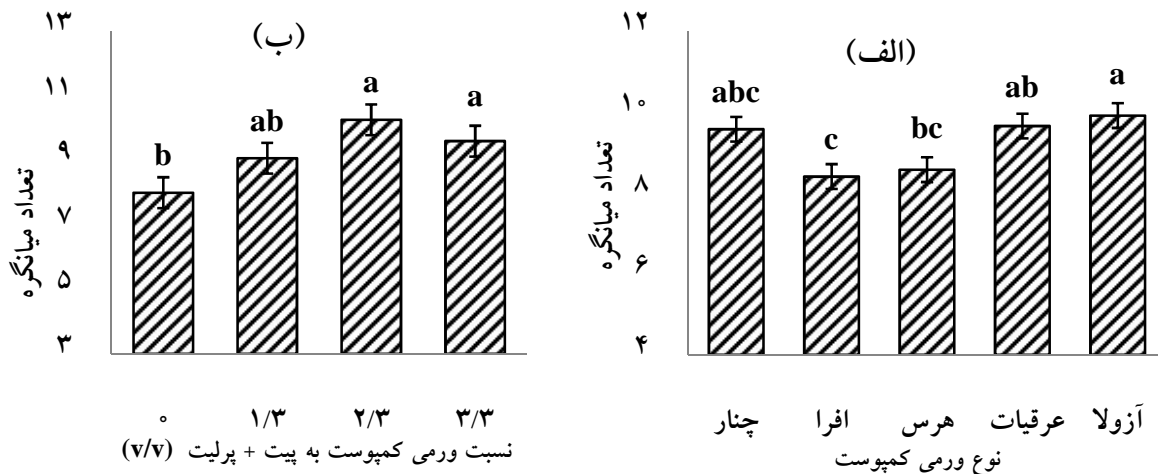 (الف)
تعداد میانگره
۱۲
۱۰
۸
۶
۴
abc
c
bc
ab
a
چنار
افرا
هرس
عرقیات
آزولا
نوع ورمی کمپوست
(ب)
تعداد میانگره
۱۳
۱۱
۹
۷
۵
۳
b
ab
a
a
۰
۱/۳
۲/۳
۳/۳
نسبت ورمی کمپوست به پیت + پرلیت (v/v)